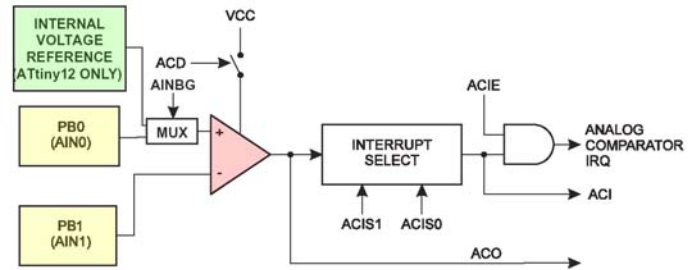 INTERNAL
VOLTAGE
REFERENCE
(ATtiny12 ONLY)
VCC
ACD
AINBG
MUX
PB0
(AIN0)
+
-
PB1
(AIN1)
INTERRUPT
SELECT
ACIS1
ACIS0
ACIE
ANALOG
COMPARATOR
IRQ
ACI
ACO